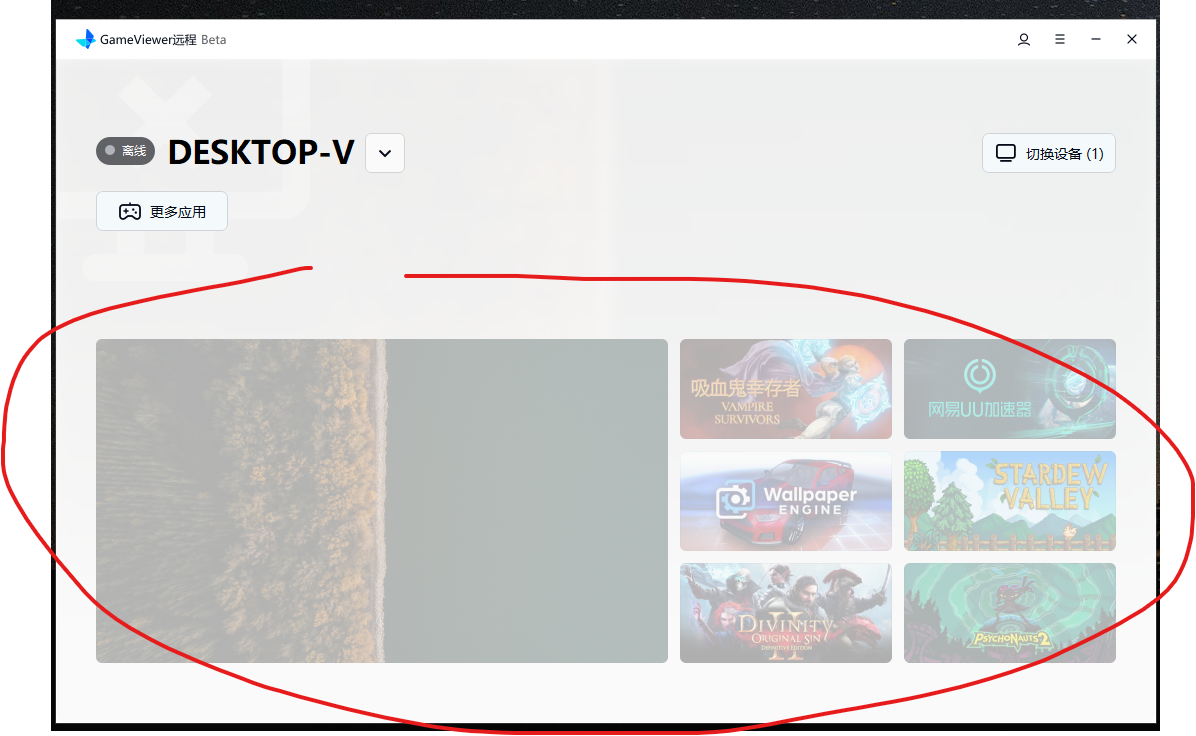 GameViewer远程 Beta
离线 DESKTOP-V
切换设备 (1)
更多应用
吸血鬼幸存者
VAMPIRE
SURVIVORS
网易UU加速器
Wallpaper
ENGINE
STARDEW
VALLEY
DIVINITY
II
ORIGINAL SIN
DEFINITIVE EDITION
PSYCHONAUTS 2